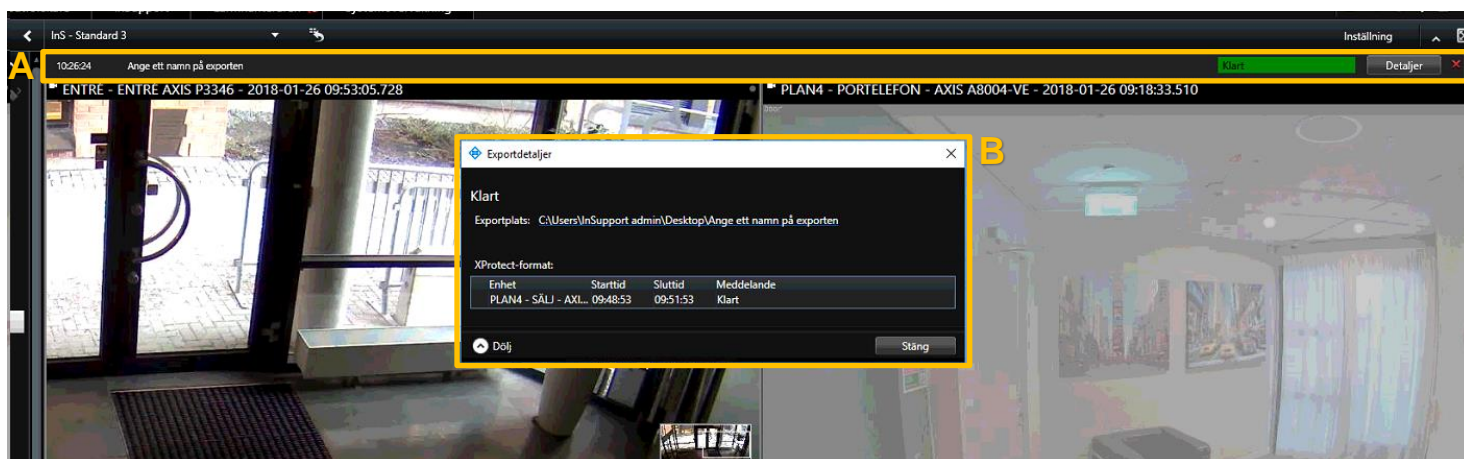 InS - Standard 3
Inställning
A
10:26:24 Ange ett namn på exporten
Klart
Detaljer
ENTRÉ - ENTRÉ AXIS P3346 - 2018-01-26 09:53:05.728
PLAN4 - PORTELEFON - AXIS A8004-VE - 2018-01-26 09:18:33.510
B
Exportdetaljer
Klart
Exportplats: C:\Users\InSupport admin\Desktop\Ange ett namn på exporten
XProtect-format:
Enhet Starttid Sluttid Meddelande
PLAN4 - SÄLJ - AXI... 09:48:53 09:51:53 Klart
Dölj
Stäng